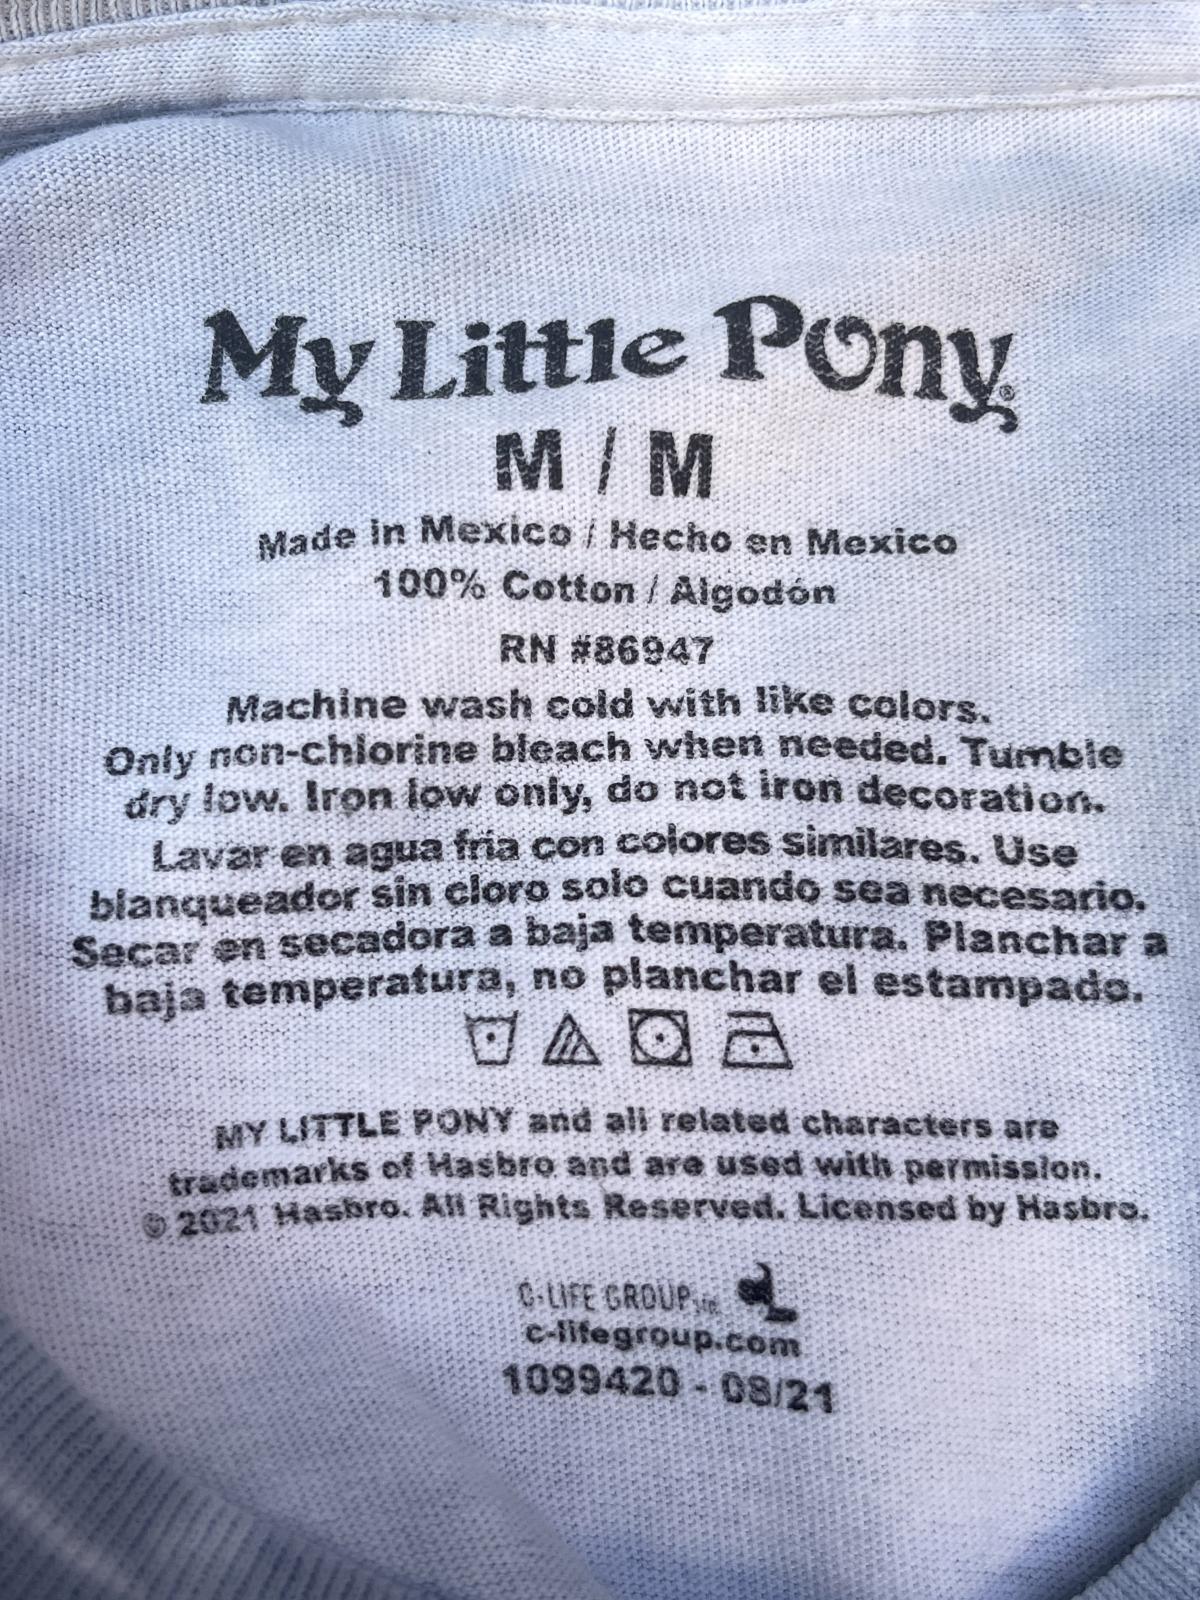 My Little Pony®
M / M
Made in Mexico / Hecho en Mexico
100% Cotton / Algodón
RN #86947
Machine wash cold with like colors.
Only non-chlorine bleach when needed. Tumble
dry low. Iron low only, do not iron decoration.
Lavar en agua fria con colores similares. Use
blanqueador sin cloro solo cuando sea necesario.
Secar en secadora a baja temperatura. Planchar a
baja temperatura, no planchar el estampado.
MY LITTLE PONY and all related characters are
trademarks of Hasbro and are used with permission.
© 2021 Hasbro. All Rights Reserved. Licensed by Hasbro.
C-LIFE GROUP, Ltd.
c-lifegroup.com
1099420 - 08/21